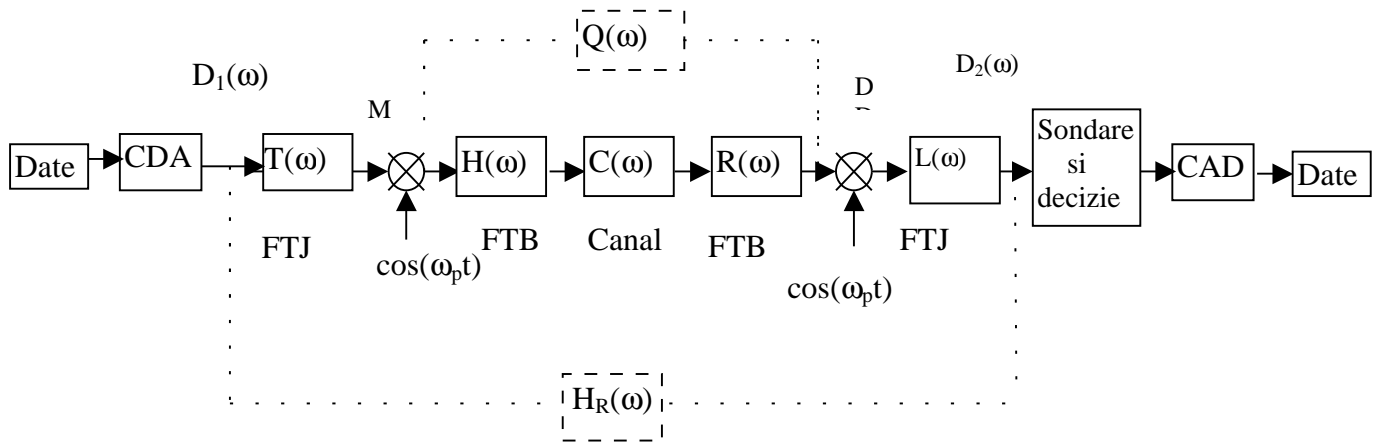 Q(ω)
D₁(ω)
D₂(ω)
M
D
Date
CDA
T(ω)
H(ω)
C(ω)
R(ω)
L(ω)
Sondare
si
decizie
CAD
Date
FTJ
cos(ωₚt)
FTB
Canal
FTB
cos(ωₚt)
FTJ
H_R(ω)